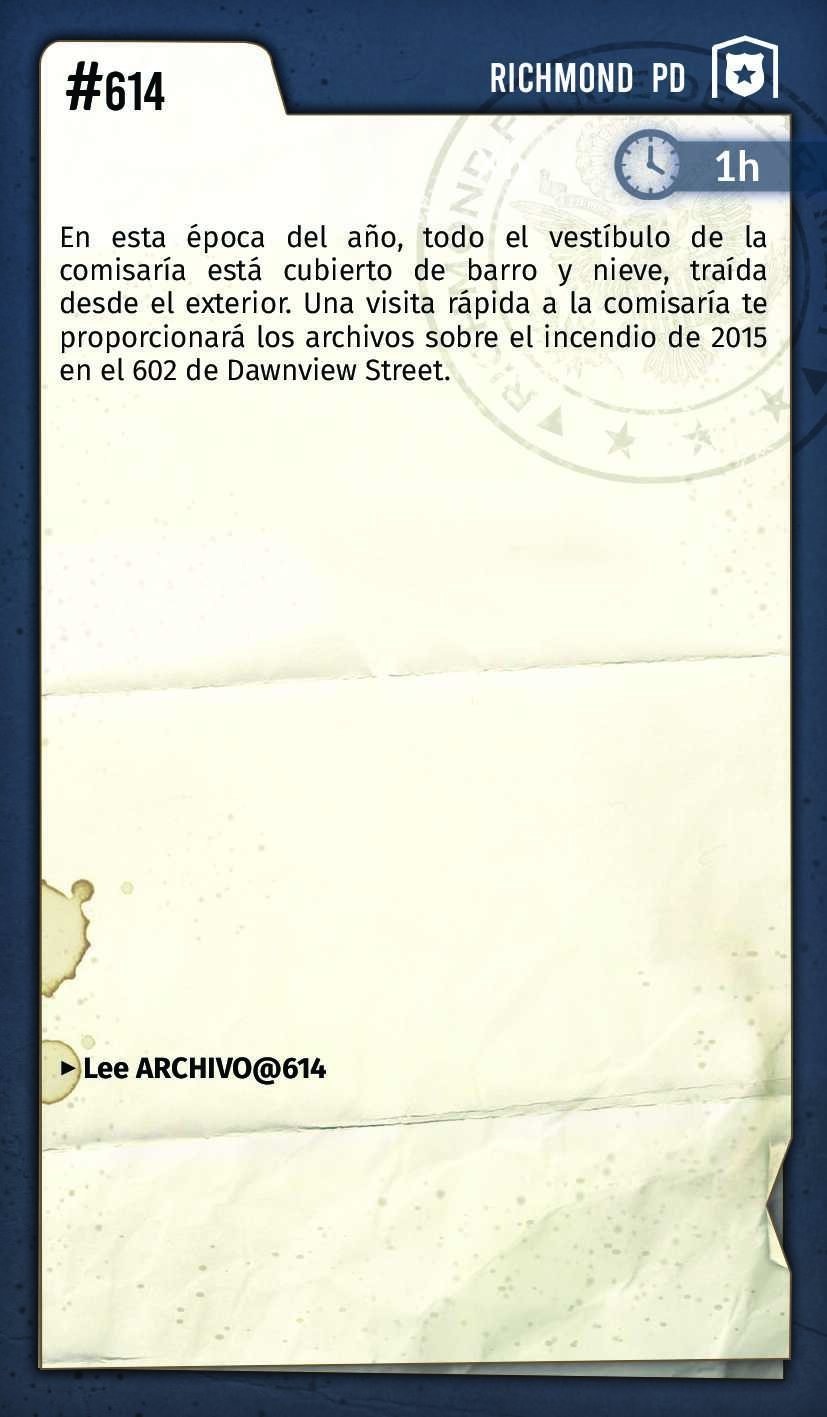 #614
RICHMOND PD
1h
En esta época del año, todo el vestíbulo de la
comisaría está cubierto de barro y nieve, traída
desde el exterior. Una visita rápida a la comisaría te
proporcionará los archivos sobre el incendio de 2015
en el 602 de Dawnview Street.
►Lee ARCHIVO@614